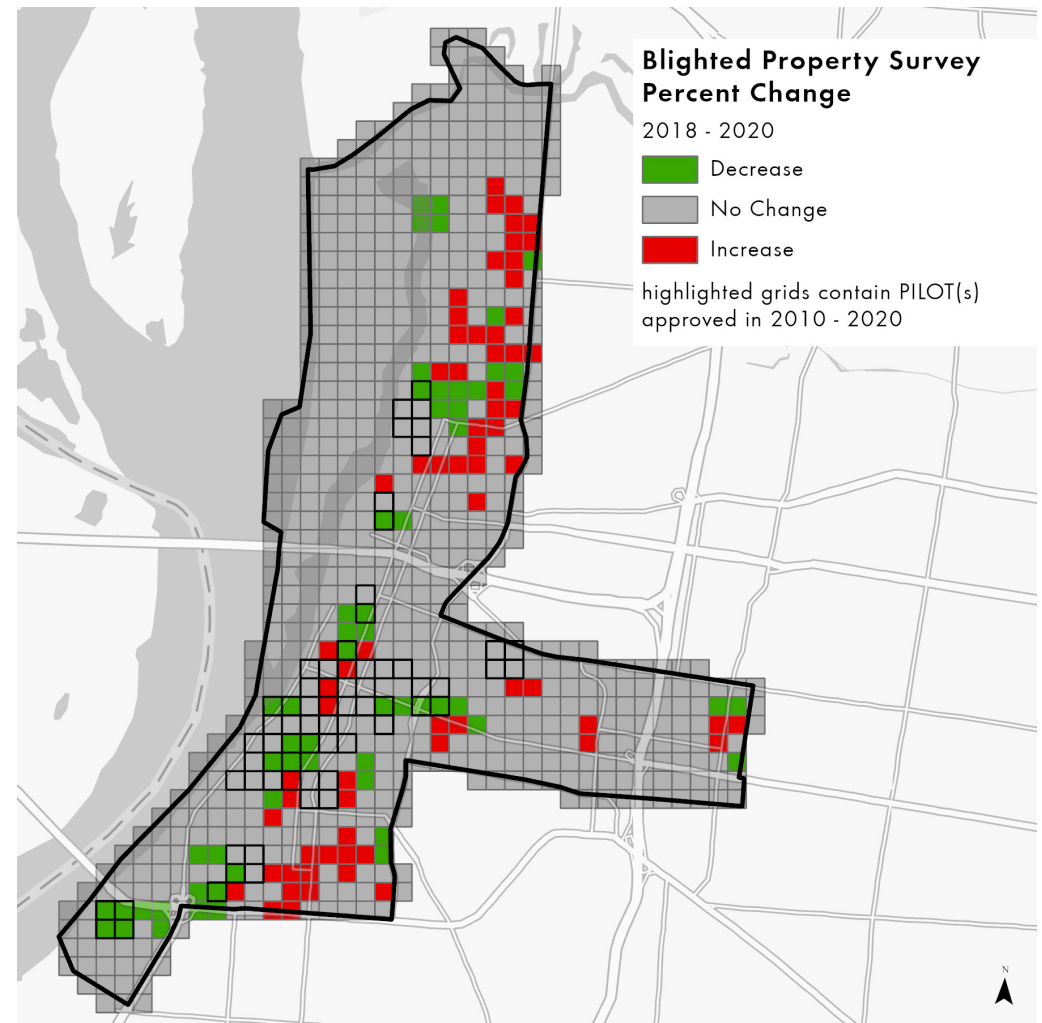 Blighted Property Survey
Percent Change
2018 - 2020
Decrease
No Change
Increase
highlighted grids contain PILOT(s)
approved in 2010 - 2020
N